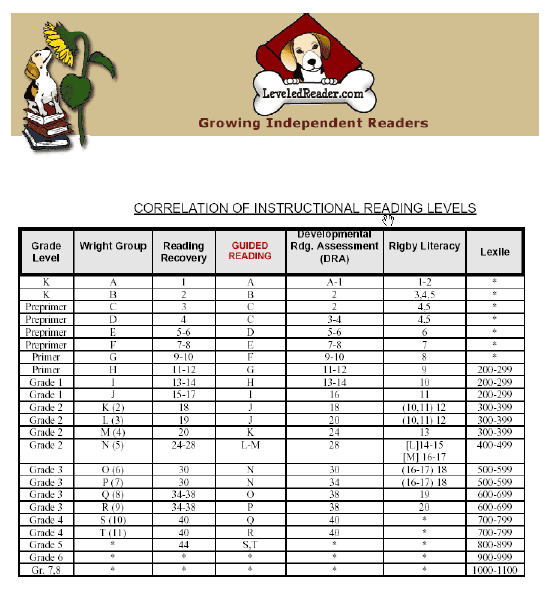 LeveledReader.com
Growing Independent Readers
CORRELATION OF INSTRUCTIONAL READING LEVELS
Grade Level Wright Group Reading Recovery GUIDED READING Developmental Rdg. Assessment (DRA) Rigby Literacy Lexile
K A 1 A A-1 1-2 *
K B 2 B 2 3,4,5 *
Preprimer C 3 C 2 4,5 *
Preprimer D 4 C 3-4 4,5 *
Preprimer E 5-6 D 5-6 6 *
Preprimer F 7-8 E 7-8 7 *
Primer G 9-10 F 9-10 8 *
Primer H 11-12 G 11-12 9 200-299
Grade 1 I 13-14 H 13-14 10 200-299
Grade 1 J 15-17 I 16 11 200-299
Grade 2 K (2) 18 J 18 (10,11) 12 300-399
Grade 2 L (3) 19 J 20 (10,11) 12 300-399
Grade 2 M (4) 20 K 24 13 300-399
Grade 2 N (5) 24-28 L-M 28 [L]14-15 400-499
[M] 16-17
Grade 3 O (6) 30 N 30 (16-17) 18 500-599
Grade 3 P (7) 30 N 34 (16-17) 18 500-599
Grade 3 Q (8) 34-38 O 38 19 600-699
Grade 3 R (9) 34-38 P 38 20 600-699
Grade 4 S (10) 40 Q 40 * 700-799
Grade 4 T (11) 40 R 40 * 700-799
Grade 5 * 44 S,T * * 800-899
Grade 6 * * * * * 900-999
Gr. 7,8 * * * * * 1000-1100